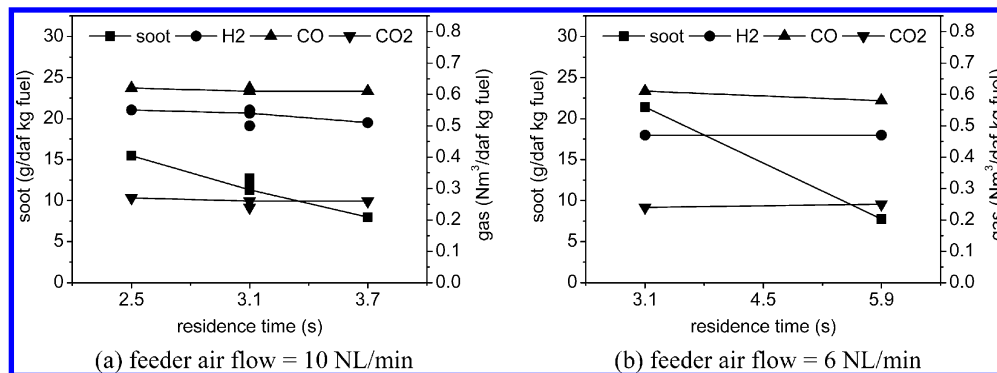 soot H2 CO CO2
30
25
20
15
10
5
0
soot (g/daf kg fuel)
0.8
0.7
0.6
0.5
0.4
0.3
0.2
0.1
0.0
gas (Nm³/daf kg fuel)
2.5 3.1 3.7
residence time (s)
(a) feeder air flow = 10 NL/min
soot H2 CO CO2
30
25
20
15
10
5
0
soot (g/daf kg fuel)
0.8
0.7
0.6
0.5
0.4
0.3
0.2
0.1
0.0
gas (Nm³/daf kg fuel)
3.1 4.5 5.9
residence time (s)
(b) feeder air flow = 6 NL/min